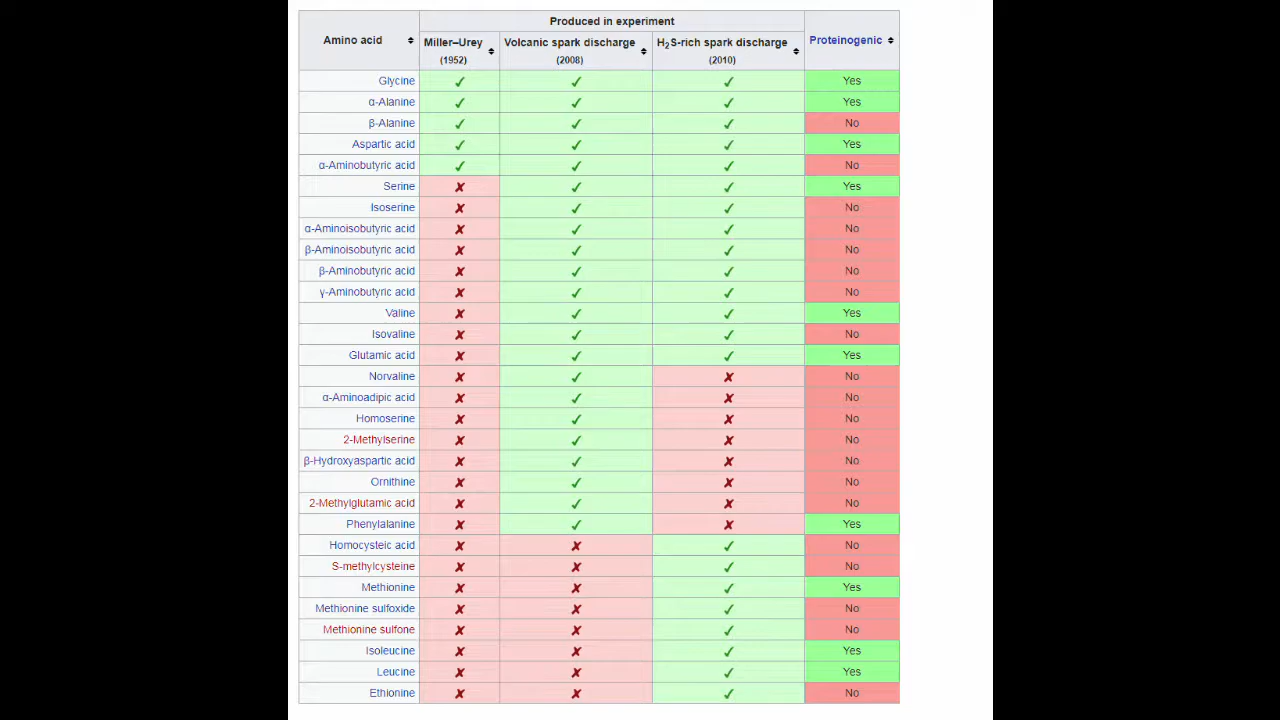 Amino acid Produced in experiment Proteinogenic
Miller–Urey (1952) Volcanic spark discharge (2008) H₂S-rich spark discharge (2010)
Glycine ✓ ✓ ✓ Yes
α-Alanine ✓ ✓ ✓ Yes
β-Alanine ✓ ✓ ✓ No
Aspartic acid ✓ ✓ ✓ Yes
α-Aminobutyric acid ✓ ✓ ✓ No
Serine ✗ ✓ ✓ Yes
Isoserine ✗ ✓ ✓ No
α-Aminoisobutyric acid ✗ ✓ ✓ No
β-Aminoisobutyric acid ✗ ✓ ✓ No
β-Aminobutyric acid ✗ ✓ ✓ No
γ-Aminobutyric acid ✗ ✓ ✓ No
Valine ✗ ✓ ✓ Yes
Isovaline ✗ ✓ ✓ No
Glutamic acid ✗ ✓ ✓ Yes
Norvaline ✗ ✓ ✗ No
α-Aminoadipic acid ✗ ✓ ✗ No
Homoserine ✗ ✓ ✗ No
2-Methylserine ✗ ✓ ✗ No
β-Hydroxyaspartic acid ✗ ✓ ✗ No
Ornithine ✗ ✓ ✗ No
2-Methylglutamic acid ✗ ✓ ✗ No
Phenylalanine ✗ ✓ ✗ Yes
Homocysteic acid ✗ ✗ ✓ No
S-methylcysteine ✗ ✗ ✓ No
Methionine ✗ ✗ ✓ Yes
Methionine sulfoxide ✗ ✗ ✓ No
Methionine sulfone ✗ ✗ ✓ No
Isoleucine ✗ ✗ ✓ Yes
Leucine ✗ ✗ ✓ Yes
Ethionine ✗ ✗ ✓ No